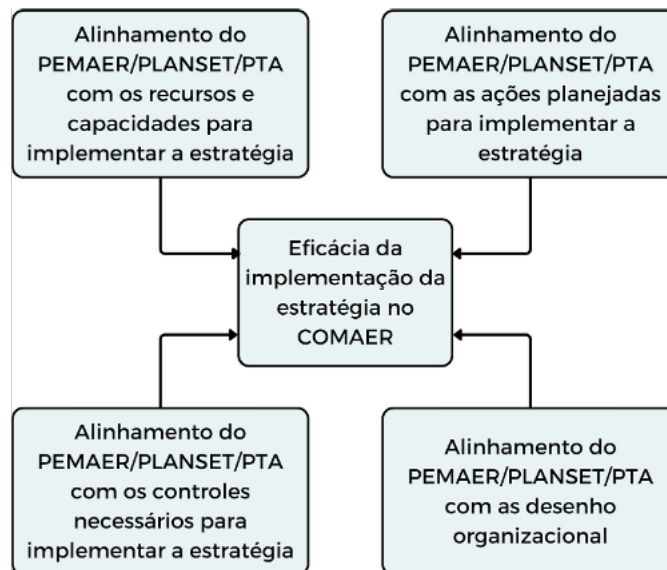 Alinhamento do
PEMAER/PLANSET/PTA
com os recursos e
capacidades para
implementar a estratégia
Alinhamento do
PEMAER/PLANSET/PTA
com as ações planejadas
para implementar a
estratégia
Eficácia da
implementação da
estratégia no
COMAER
Alinhamento do
PEMAER/PLANSET/PTA
com os controles
necessários para
implementar a estratégia
Alinhamento do
PEMAER/PLANSET/PTA
com as desenho
organizacional